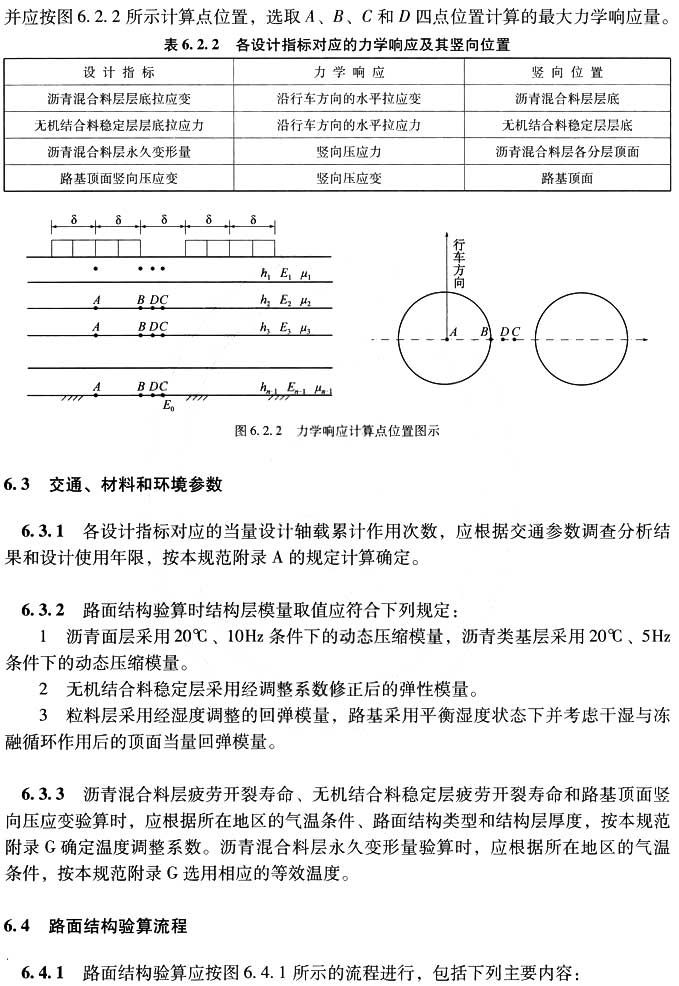 并应按图6.2.2所示计算点位置，选取A、B、C和D四点位置计算的最大力学响应量。
表6.2.2 各设计指标对应的力学响应及其竖向位置
设计指标 力学响应 竖向位置
沥青混合料层层底拉应变 沿行车方向的水平拉应变 沥青混合料层层底
无机结合料稳定层层底拉应力 沿行车方向的水平拉应力 无机结合料稳定层层底
沥青混合料层永久变形量 竖向压应力 沥青混合料层各分层顶面
路基顶面竖向压应变 竖向压应变 路基顶面
δ δ δ δ δ
h₁ E₁ μ₁
A B D C h₂ E₂ μ₂
A B D C h₃ E₃ μ₃
A B D C hₙ₋₁ Eₙ₋₁ μₙ₋₁
E₀
行车方向
A B D C
图6.2.2 力学响应计算点位置图示
6.3 交通、材料和环境参数
6.3.1 各设计指标对应的当量设计轴载累计作用次数，应根据交通参数调查分析结
果和设计使用年限，按本规范附录A的规定计算确定。
6.3.2 路面结构验算时结构层模量取值应符合下列规定：
1 沥青面层采用20℃、10Hz条件下的动态压缩模量，沥青类基层采用20℃、5Hz
条件下的动态压缩模量。
2 无机结合料稳定层采用经调整系数修正后的弹性模量。
3 粒料层采用经湿度调整的回弹模量，路基采用平衡湿度状态下并考虑干湿与冻
融循环作用后的顶面当量回弹模量。
6.3.3 沥青混合料层疲劳开裂寿命、无机结合料稳定层疲劳开裂寿命和路基顶面竖
向压应变验算时，应根据所在地区的气温条件、路面结构类型和结构层厚度，按本规范
附录G确定温度调整系数。沥青混合料层永久变形量验算时，应根据所在地区的气温
条件，按本规范附录G选用相应的等效温度。
6.4 路面结构验算流程
6.4.1 路面结构验算应按图6.4.1所示的流程进行，包括下列主要内容：